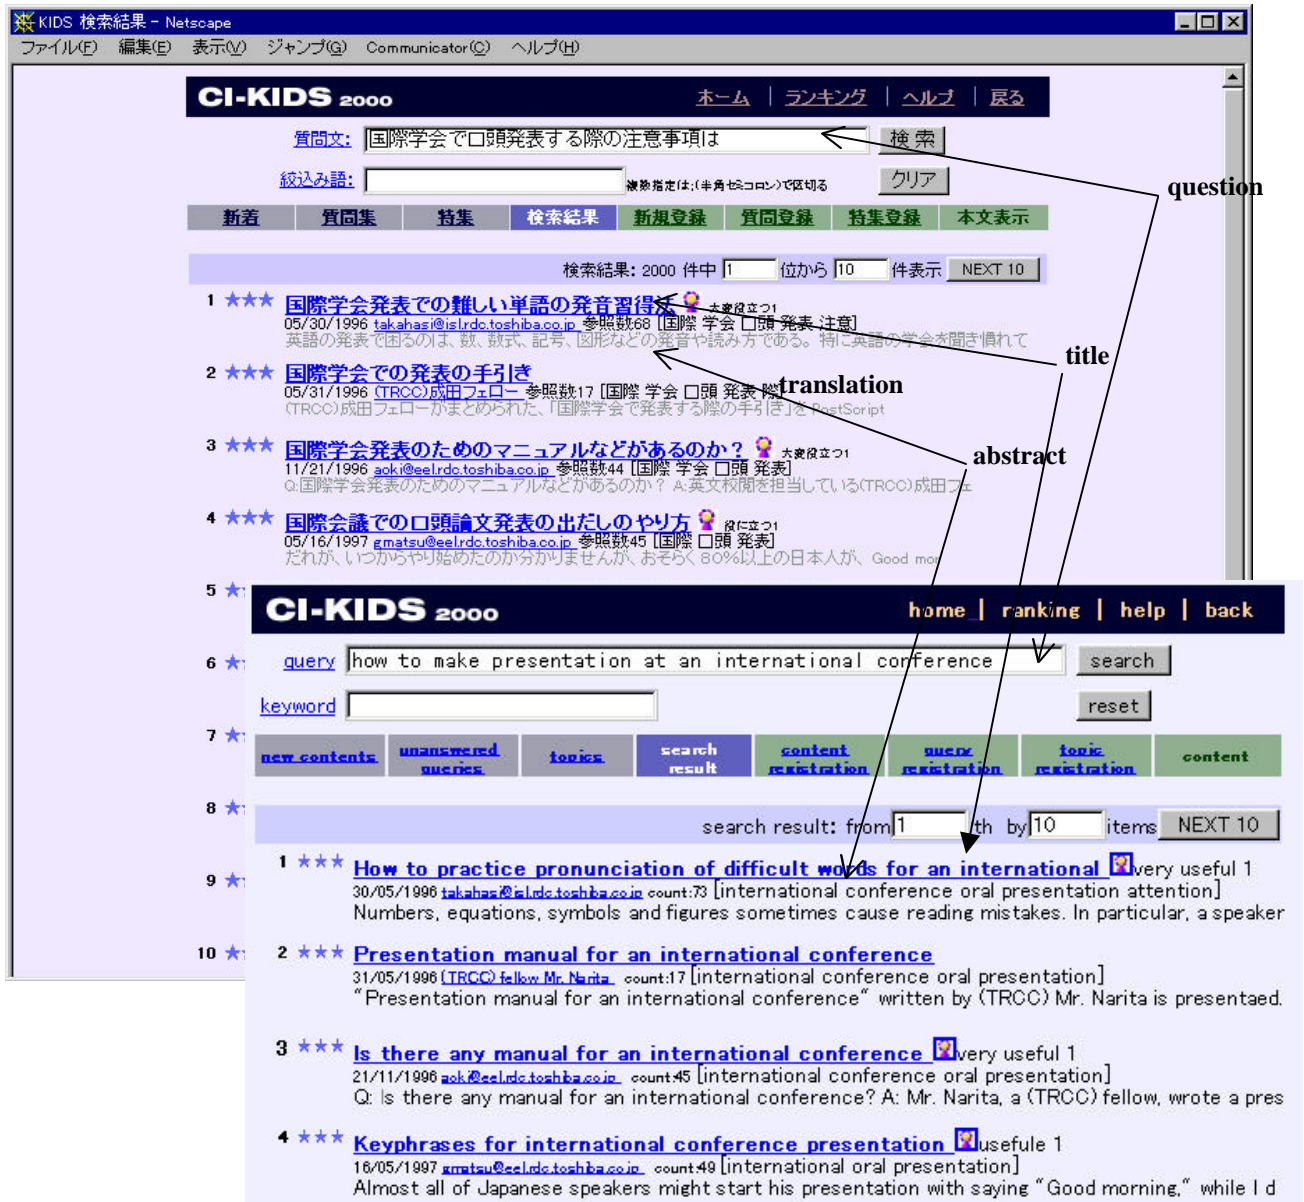 KIDS 検索結果 - Netscape
ファイル(F) 編集(E) 表示(V) ジャンプ(G) Communicator(C) ヘルプ(H)
CI-KIDS 2000 ホーム | ランキング | ヘルプ | 戻る
質問文: 国際学会で口頭発表する際の注意事項は 検 索
絞込み語: 複数指定は;(半角セミコロン)で区切る クリア
question
新着 質問集 特集 検索結果 新規登録 質問登録 特集登録 本文表示
検索結果: 2000 件中 1 位から 10 件表示 NEXT 10
1 ★★★ 国際学会発表での難しい単語の発音習得法 大変役立つ1
05/30/1996 takahasi@isl.rdc.toshiba.co.jp 参照数68 [国際 学会 口頭 発表 注意]
英語の発表で困るのは、数、数式、記号、図形などの発音や読み方である。特に英語の学会を聞き慣れて
title
2 ★★★ 国際学会での発表の手引き
translation
05/31/1996 (TRCC)成田フェロー 参照数17 [国際 学会 口頭 発表 際]
(TRCC)成田フェローがまとめられた、「国際学会で発表する際の手引き」を PostScript
3 ★★★ 国際学会発表のためのマニュアルなどがあるのか? 大変役立つ1
abstract
11/21/1996 aoki@eel.rdc.toshiba.co.jp 参照数44 [国際 学会 口頭 発表]
Q:国際学会発表のためのマニュアルなどがあるのか? A:英文校閲を担当している(TRCC)成田フェ
4 ★★★ 国際会議での口頭論文発表の出だしのやり方 役に立つ1
05/16/1997 gmatsu@eel.rdc.toshiba.co.jp 参照数45 [国際 口頭 発表]
だれが、いつからやり始めたのか分かりませんが、おそらく80%以上の日本人が、Good mor
5 ★
6 ★
7 ★
8 ★
9 ★
10 ★
CI-KIDS 2000 home | ranking | help | back
query how to make presentation at an international conference search
keyword reset
new contents unanswered queries topics search result content registration query registration topic registration content
search result: from 1 th by 10 items NEXT 10
1 ★★★ How to practice pronunciation of difficult words for an international very useful 1
30/05/1996 takahasi@isl.rdc.toshiba.co.jp count:73 [international conference oral presentation attention]
Numbers, equations, symbols and figures sometimes cause reading mistakes. In particular, a speaker
2 ★★★ Presentation manual for an international conference
31/05/1996 (TRCC) fellow Mr. Narita count:17 [international conference oral presentation]
"Presentation manual for an international conference" written by (TRCC) Mr. Narita is presentaed.
3 ★★★ Is there any manual for an international conference very useful 1
21/11/1996 aoki@eel.rdc.toshiba.co.jp count:45 [international conference oral presentation]
Q: Is there any manual for an international conference? A: Mr. Narita, a (TRCC) fellow, wrote a pres
4 ★★★ Keyphrases for international conference presentation usefule 1
16/05/1997 gmatsu@eel.rdc.toshiba.co.jp count:49 [international oral presentation]
Almost all of Japanese speakers might start his presentation with saying "Good morning," while I d